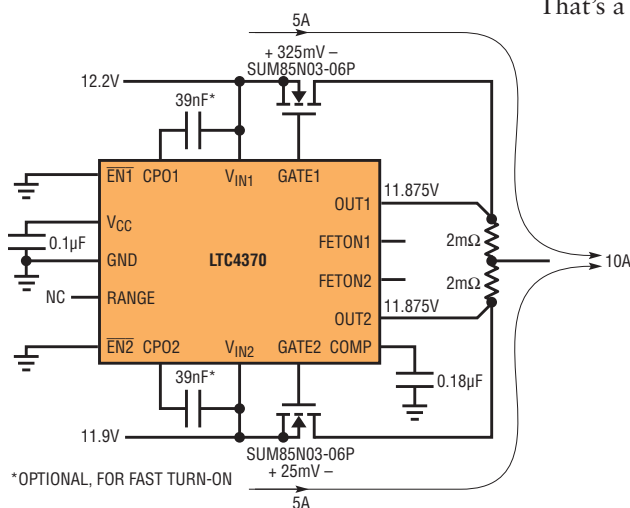 That's a
5A
+ 325mV –
SUM85N03-06P
12.2V
39nF*
EN1 CPO1 VIN1 GATE1
OUT1
11.875V
VCC
0.1µF
GND
LTC4370
FETON1
2mΩ
10A
NC
RANGE
FETON2
2mΩ
OUT2
11.875V
EN2 CPO2 VIN2 GATE2 COMP
39nF*
0.18µF
11.9V
SUM85N03-06P
+ 25mV –
*OPTIONAL, FOR FAST TURN-ON
5A